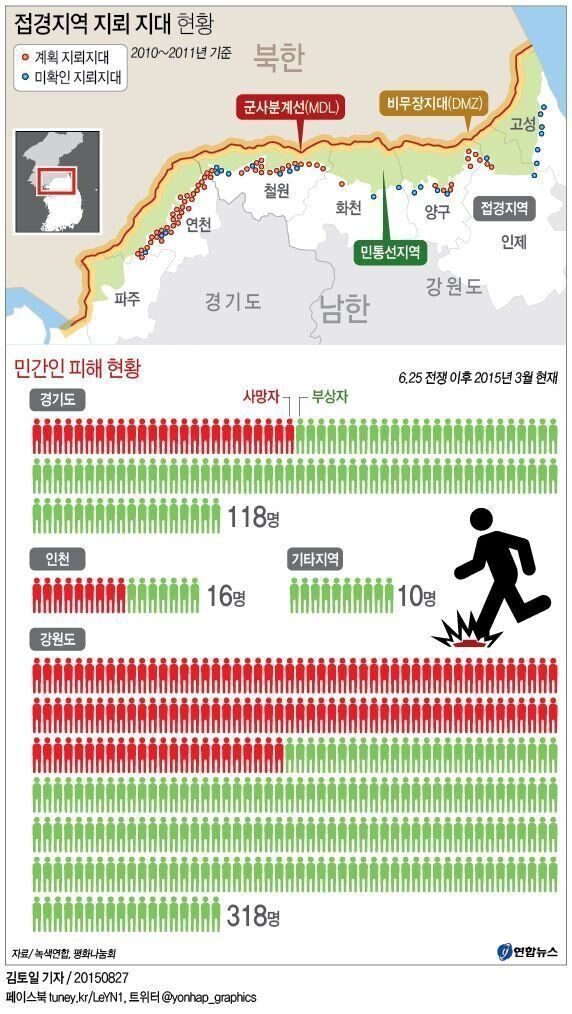 접경지역 지뢰 지대 현황
계획 지뢰지대
미확인 지뢰지대
2010~2011년 기준
북한
군사분계선(MDL)
비무장지대(DMZ)
고성
철원
연천
화천
양구
접경지역
인제
민통선지역
파주
경기도
남한
강원도
민간인 피해 현황
6.25 전쟁 이후 2015년 3월 현재
경기도
사망자
부상자
118명
인천
16명
기타지역
10명
강원도
318명
자료/ 녹색연합, 평화나눔회
연합뉴스
김토일 기자 / 20150827
페이스북 tuney.kr/LeYN1, 트위터 @yonhap_graphics